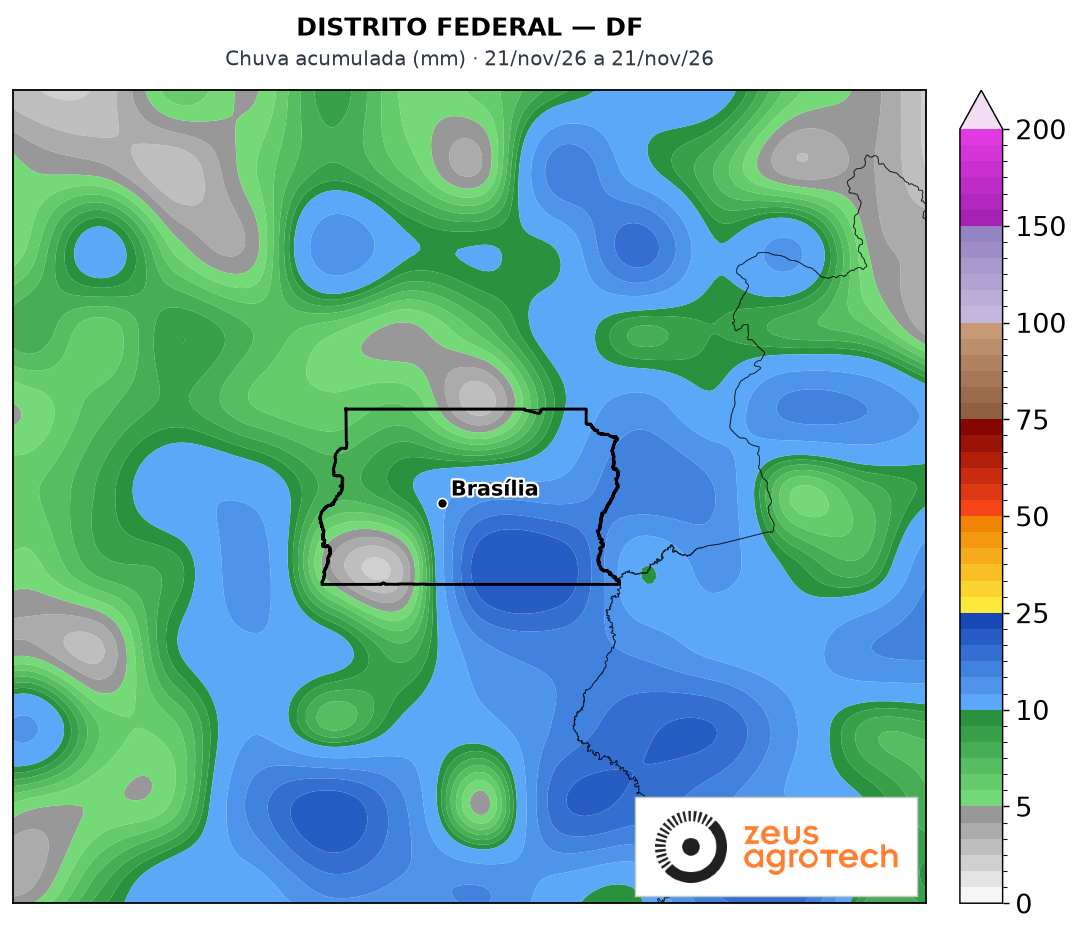 DISTRITO FEDERAL — DF
Chuva acumulada (mm) · 21/nov/26 a 21/nov/26
200
150
100
75
50
25
10
5
0
Brasília
zeus
agrotech